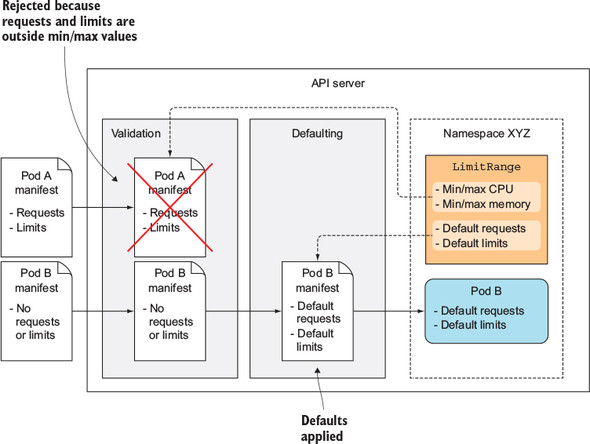 Rejected because
requests and limits are
outside min/max values
API server
Validation
Defaulting
Namespace XYZ
Pod A
manifest
- Requests
- Limits
Pod A
manifest
- Requests
- Limits
LimitRange
- Min/max CPU
- Min/max memory
- Default requests
- Default limits
Pod B
manifest
- No
requests
or limits
Pod B
manifest
- No
requests
or limits
Pod B
manifest
- Default
requests
- Default
limits
Pod B
- Default requests
- Default limits
Defaults
applied